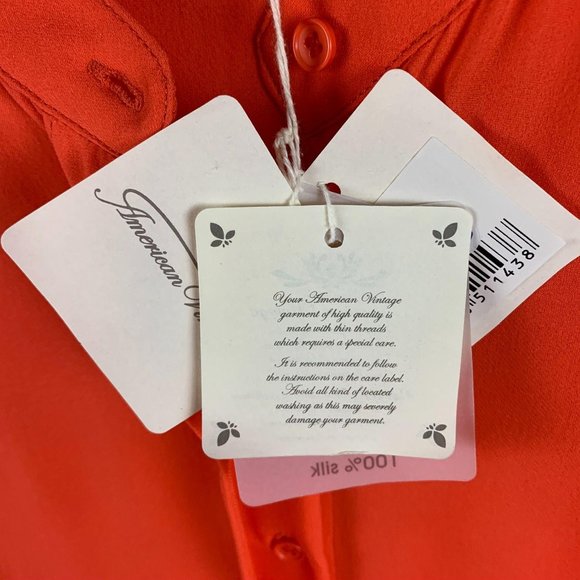 American
Your American Vintage
garment of high quality is
made with thin threads
which requires a special care.
It is recommended to follow
the instructions on the care label.
Avoid all kind of located
washing as this may severely
damage your garment.
511438
100% silk